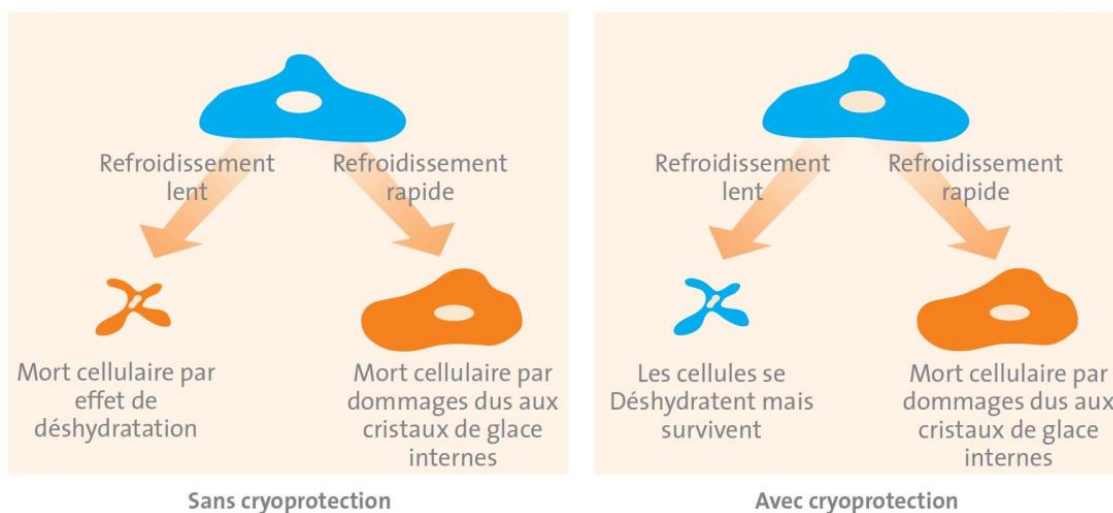 Refroidissement
lent
Refroidissement
rapide
Mort cellulaire par
effet de
déshydratation
Mort cellulaire par
dommages dus aux
cristaux de glace
internes
Sans cryoprotection
Refroidissement
lent
Refroidissement
rapide
Les cellules se
Déshydratent mais
survivent
Mort cellulaire par
dommages dus aux
cristaux de glace
internes
Avec cryoprotection